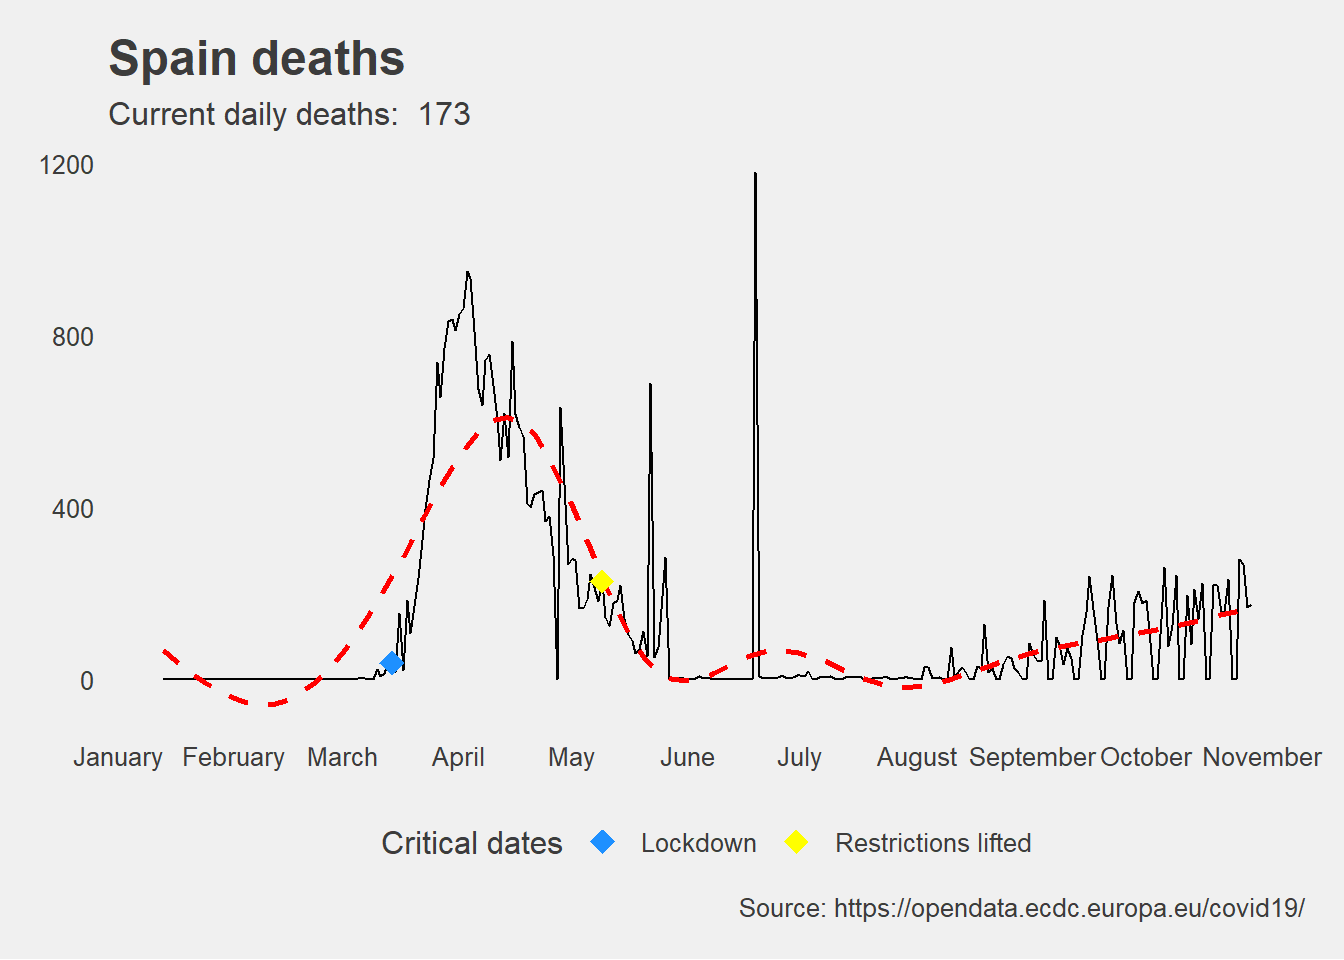 Spain deaths
Current daily deaths:  173
1200
800
400
0
January February March April May June July August September October November
Critical dates Lockdown Restrictions lifted
Source: https://opendata.ecdc.europa.eu/covid19/